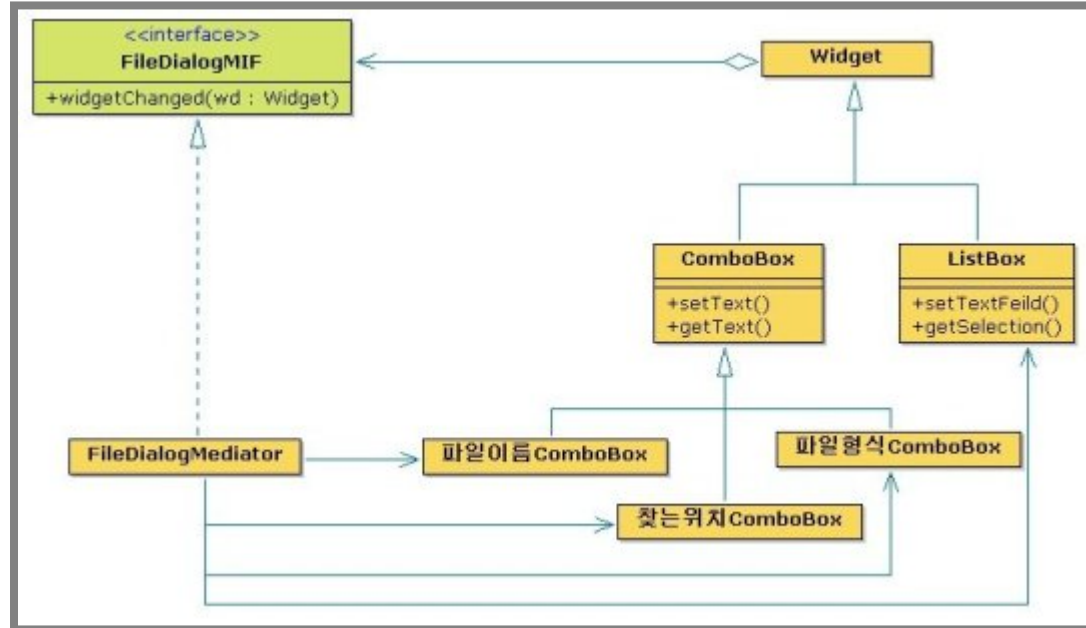 <<interface>>
FileDialogMIF
+widgetChanged(wd : Widget)
Widget
ComboBox
+setText()
+getText()
ListBox
+setTextFeild()
+getSelection()
FileDialogMediator
파일이름ComboBox
파일형식ComboBox
찾는위치ComboBox